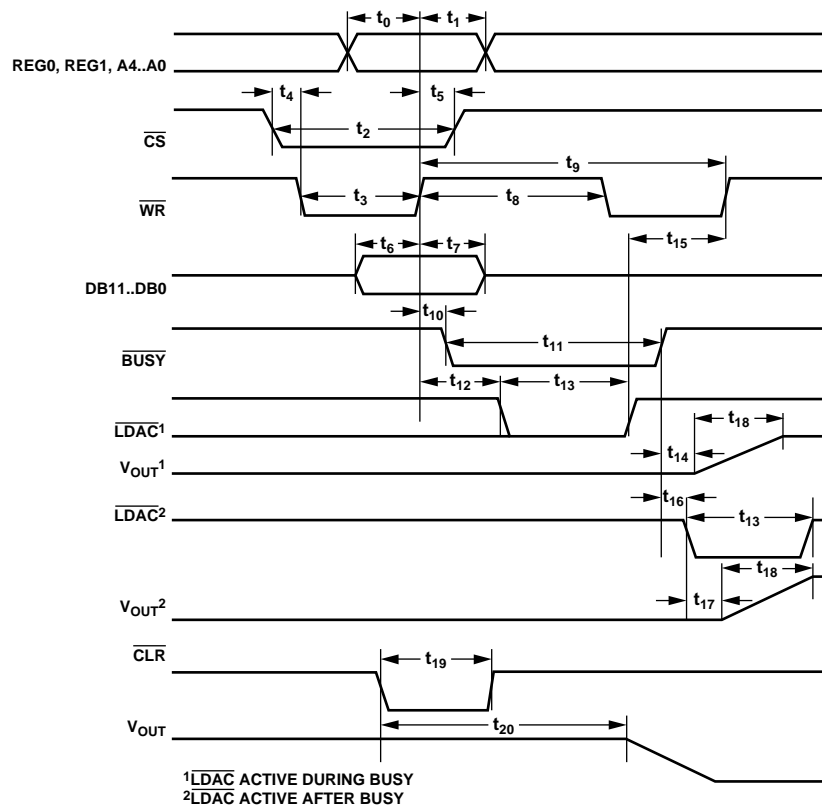 t0 t1
REG0, REG1, A4..A0
t4 t5
t2
CS
t9
t3 t8
WR
t15
t6 t7
DB11..DB0
t10
t11
BUSY
t12 t13
t18
LDAC1
t14
VOUT1
t16
LDAC2
t13
t18
t17
VOUT2
CLR
t19
t20
VOUT
1LDAC ACTIVE DURING BUSY
2LDAC ACTIVE AFTER BUSY